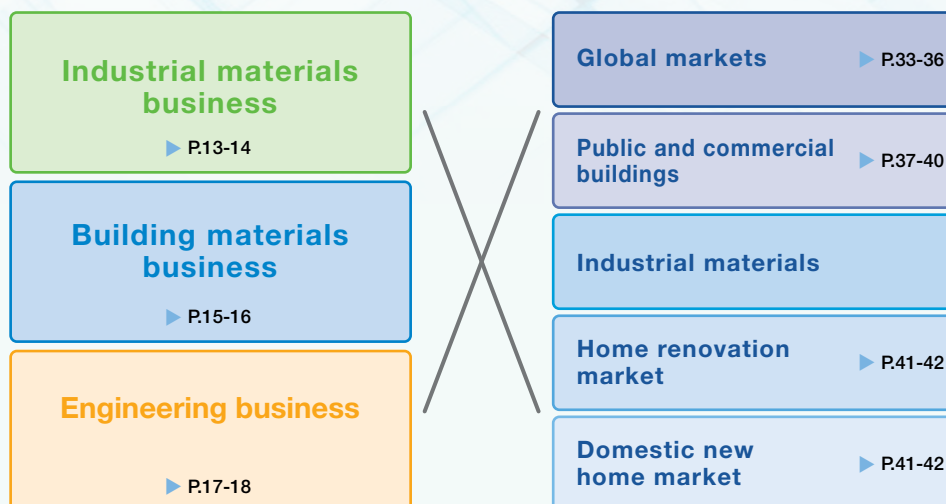 Industrial materials
business
▶ P.13-14
Building materials
business
▶ P.15-16
Engineering business
▶ P.17-18
Global markets ▶ P.33-36
Public and commercial
buildings ▶ P.37-40
Industrial materials
Home renovation
market ▶ P.41-42
Domestic new
home market ▶ P.41-42